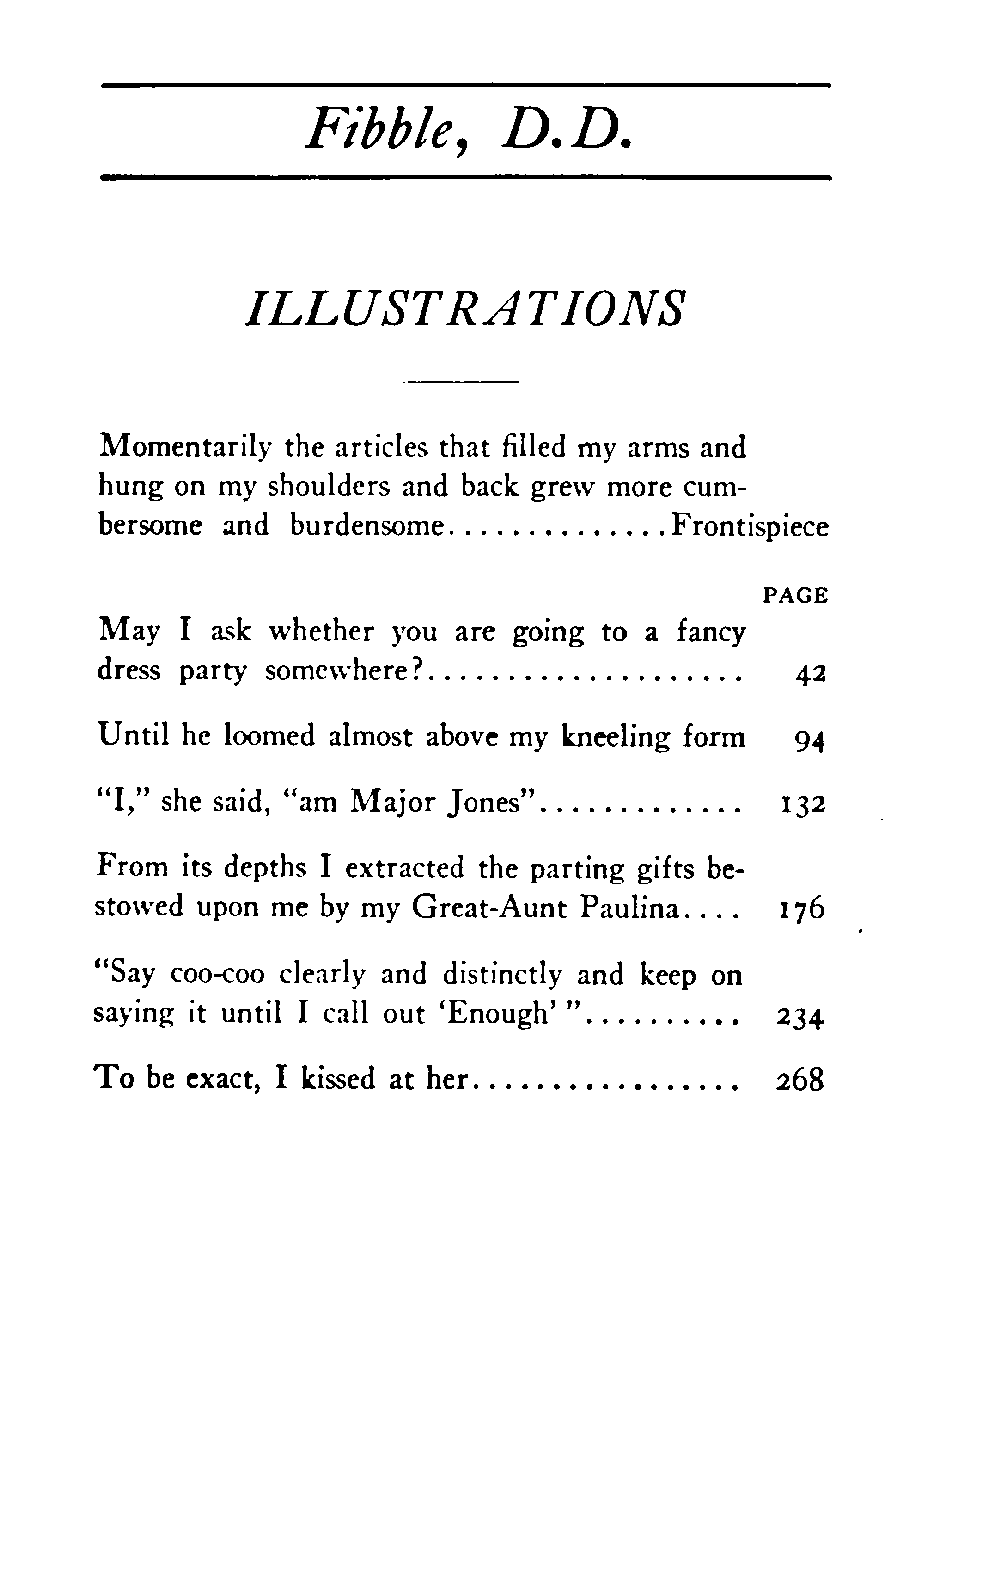 Fibble, D.D.
ILLUSTRATIONS
Momentarily the articles that filled my arms and
hung on my shoulders and back grew more cum-
bersome and burdensome..............Frontispiece
PAGE
May I ask whether you are going to a fancy
dress party somewhere?.................... 42
Until he loomed almost above my kneeling form 94
“I,” she said, “am Major Jones”............. 132
From its depths I extracted the parting gifts be-
stowed upon me by my Great-Aunt Paulina.... 176
“Say coo-coo clearly and distinctly and keep on
saying it until I call out ‘Enough’ ”.......... 234
To be exact, I kissed at her................. 268